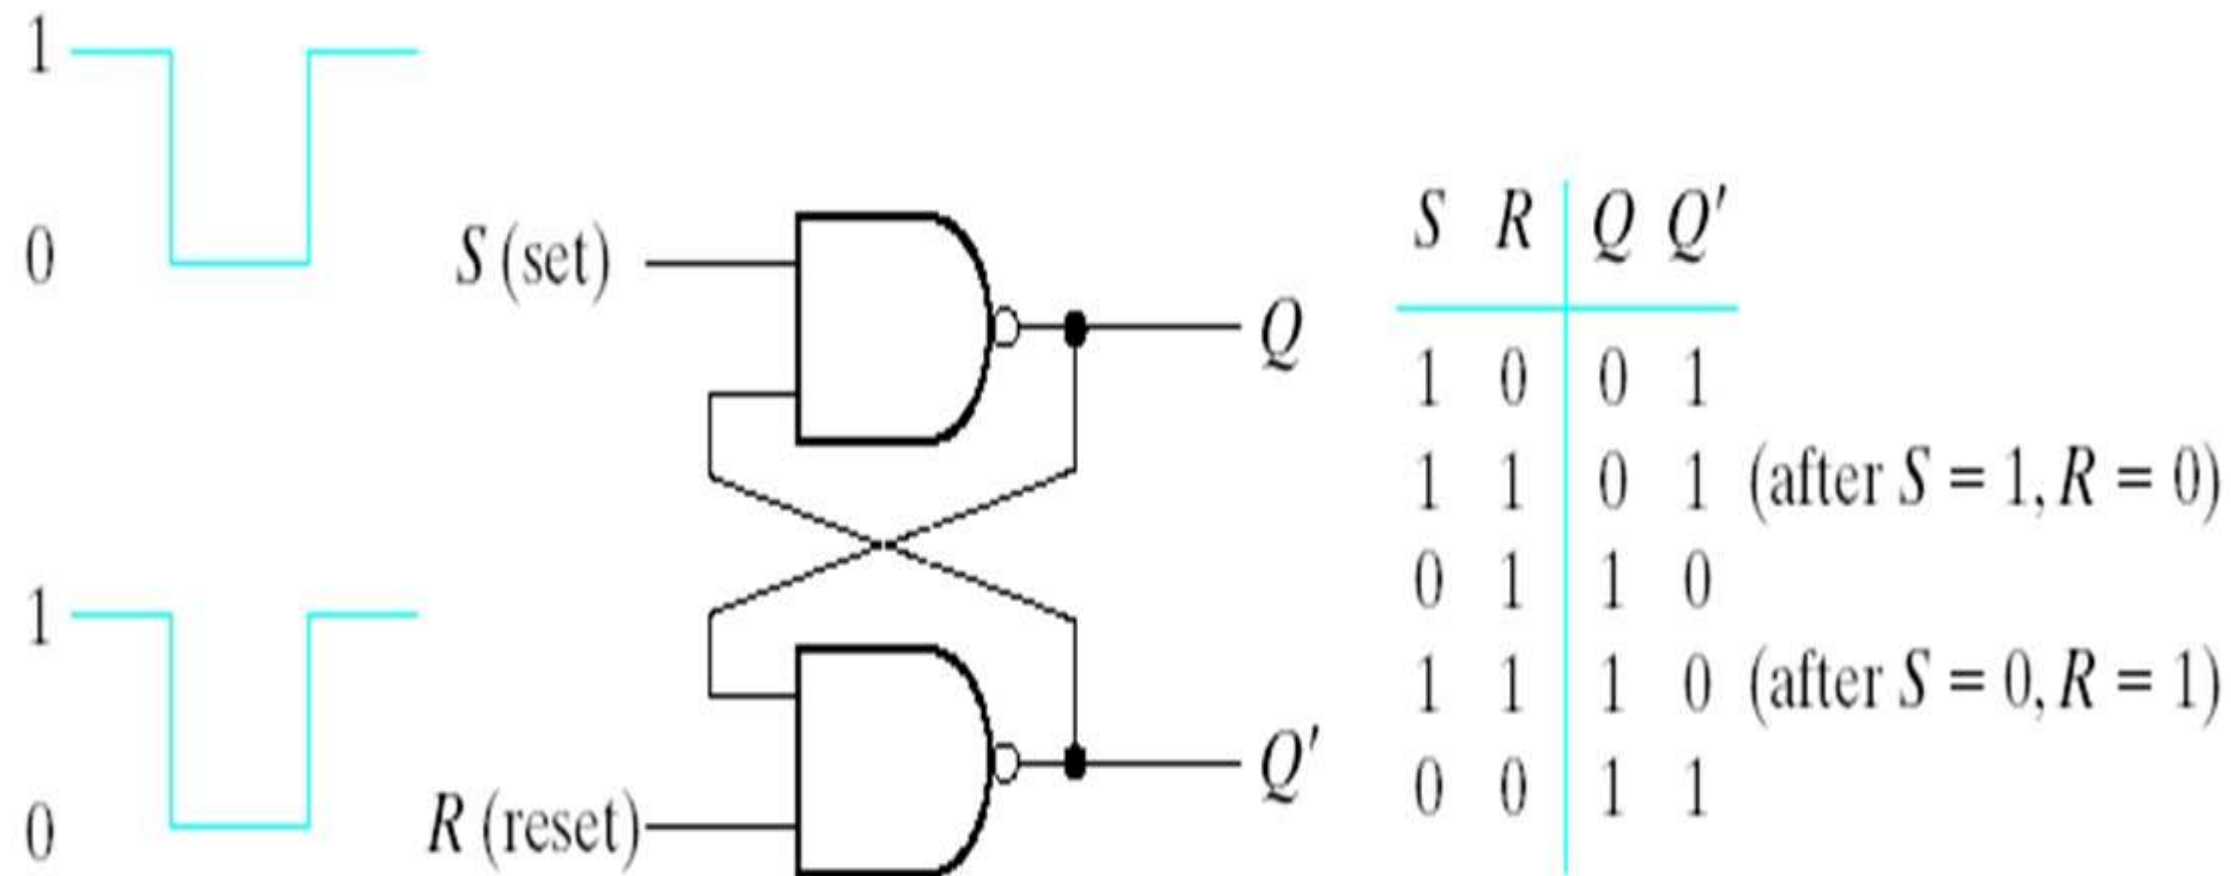 1
0
S (set)
Q
1
0
R (reset)
Q′
S R Q Q′
1 0 0 1
1 1 0 1 (after S = 1, R = 0)
0 1 1 0
1 1 1 0 (after S = 0, R = 1)
0 0 1 1